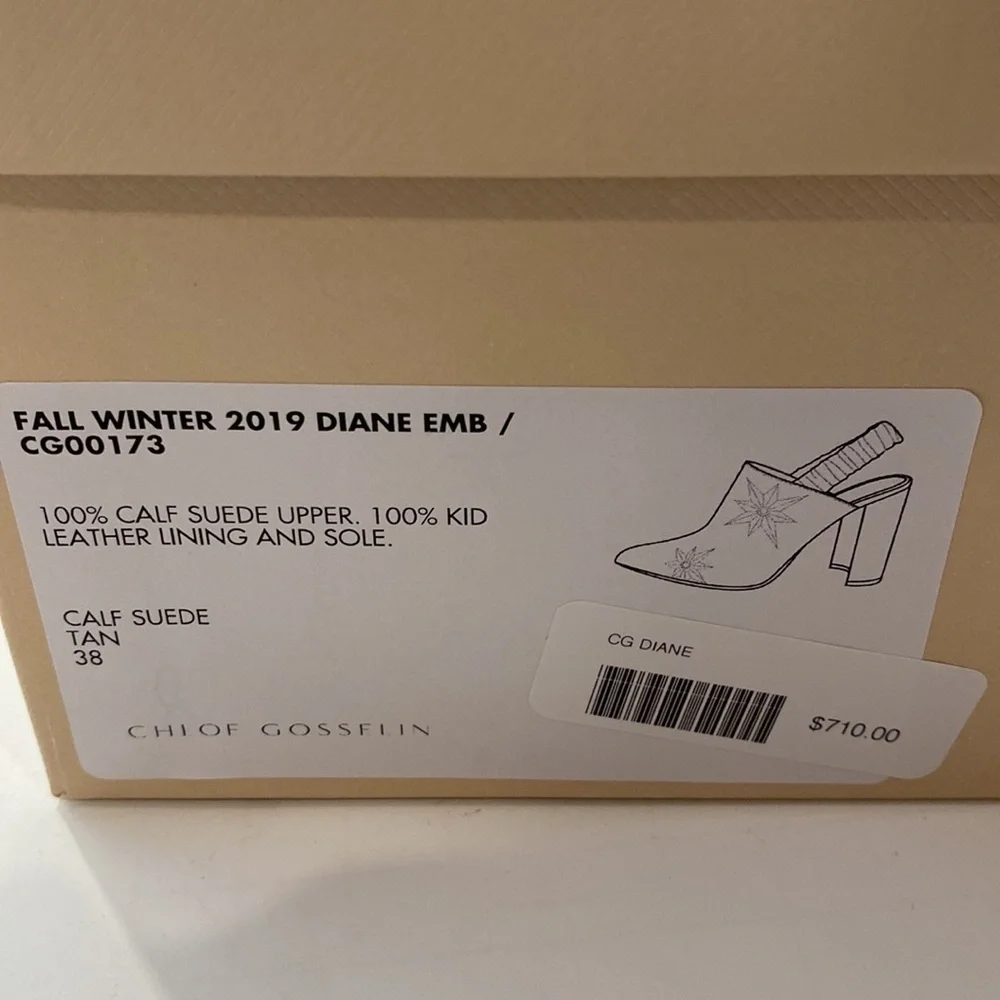 FALL WINTER 2019 DIANE EMB /
CG00173
100% CALF SUEDE UPPER. 100% KID
LEATHER LINING AND SOLE.
CALF SUEDE
TAN
38
CHLOE GOSSELIN
CG DIANE
$710.00